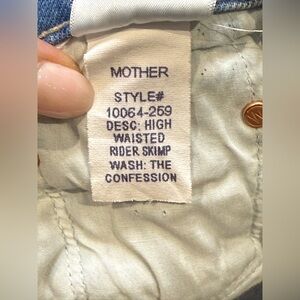 MOTHER
STYLE#
10064-259
DESC: HIGH
WAISTED
RIDER SKIMP
WASH: THE
CONFESSION